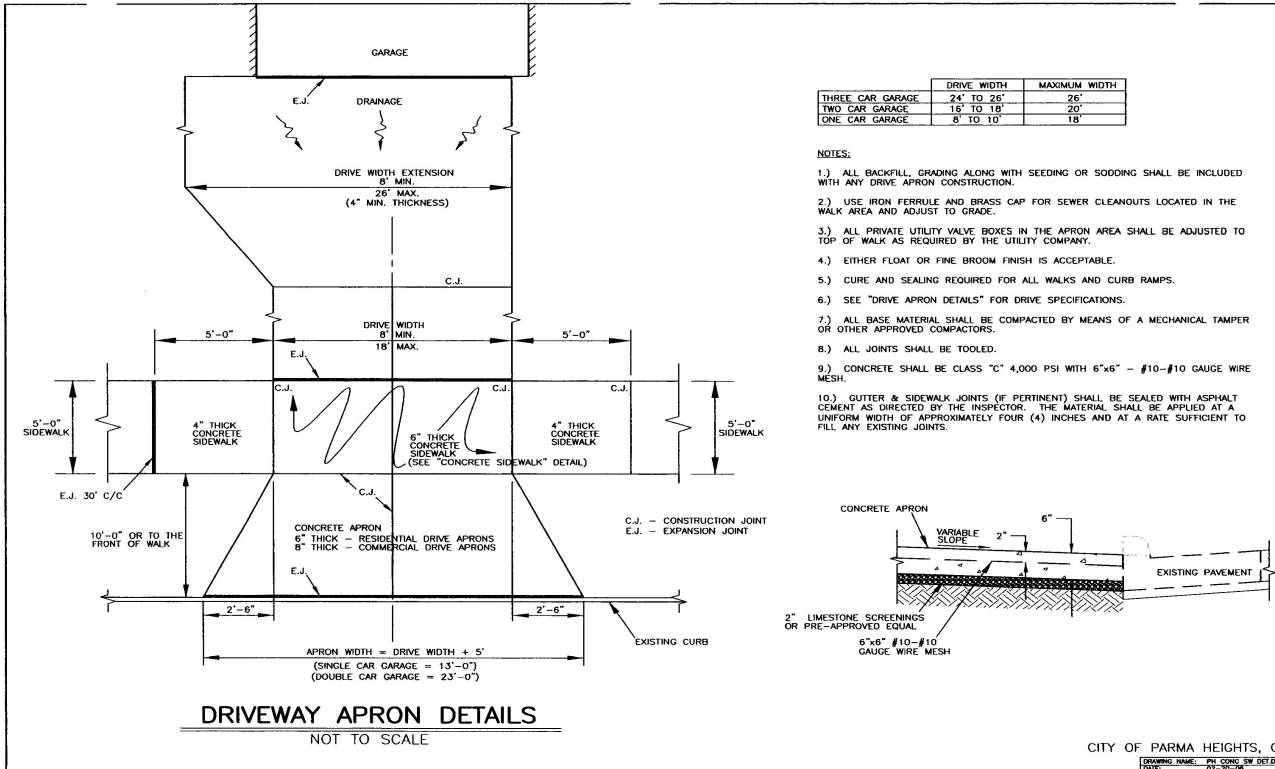 GARAGE
E.J.
DRAINAGE
DRIVE WIDTH EXTENSION
8' MIN.
26' MAX.
(4" MIN. THICKNESS)
C.J.
5'-0"
DRIVE WIDTH
8' MIN.
18' MAX.
5'-0"
E.J.
C.J.
C.J.
C.J.
5'-0"
SIDEWALK
4" THICK
CONCRETE
SIDEWALK
6" THICK
CONCRETE
SIDEWALK
(SEE "CONCRETE SIDEWALK" DETAIL)
4" THICK
CONCRETE
SIDEWALK
5'-0"
SIDEWALK
E.J. 30' C/C
C.J.
10'-0" OR TO THE
FRONT OF WALK
CONCRETE APRON
6" THICK - RESIDENTIAL DRIVE APRONS
8" THICK - COMMERCIAL DRIVE APRONS
E.J.
C.J. - CONSTRUCTION JOINT
E.J. - EXPANSION JOINT
2'-6"
2'-6"
EXISTING CURB
APRON WIDTH = DRIVE WIDTH + 5'
(SINGLE CAR GARAGE = 13'-0")
(DOUBLE CAR GARAGE = 23'-0")
DRIVEWAY APRON DETAILS
NOT TO SCALE
DRIVE WIDTH MAXIMUM WIDTH
THREE CAR GARAGE 24' TO 26' 26'
TWO CAR GARAGE 16' TO 18' 20'
ONE CAR GARAGE 8' TO 10' 18'
NOTES:
1.) ALL BACKFILL, GRADING ALONG WITH SEEDING OR SODDING SHALL BE INCLUDED
WITH ANY DRIVE APRON CONSTRUCTION.
2.) USE IRON FERRULE AND BRASS CAP FOR SEWER CLEANOUTS LOCATED IN THE
WALK AREA AND ADJUST TO GRADE.
3.) ALL PRIVATE UTILITY VALVE BOXES IN THE APRON AREA SHALL BE ADJUSTED TO
TOP OF WALK AS REQUIRED BY THE UTILITY COMPANY.
4.) EITHER FLOAT OR FINE BROOM FINISH IS ACCEPTABLE.
5.) CURE AND SEALING REQUIRED FOR ALL WALKS AND CURB RAMPS.
6.) SEE "DRIVE APRON DETAILS" FOR DRIVE SPECIFICATIONS.
7.) ALL BASE MATERIAL SHALL BE COMPACTED BY MEANS OF A MECHANICAL TAMPER
OR OTHER APPROVED COMPACTORS.
8.) ALL JOINTS SHALL BE TOOLED.
9.) CONCRETE SHALL BE CLASS "C" 4,000 PSI WITH 6"x6" - #10-#10 GAUGE WIRE
MESH.
10.) GUTTER & SIDEWALK JOINTS (IF PERTINENT) SHALL BE SEALED WITH ASPHALT
CEMENT AS DIRECTED BY THE INSPECTOR. THE MATERIAL SHALL BE APPLIED AT A
UNIFORM WIDTH OF APPROXIMATELY FOUR (4) INCHES AND AT A RATE SUFFICIENT TO
FILL ANY EXISTING JOINTS.
CONCRETE APRON
VARIABLE
SLOPE
2"
6"
EXISTING PAVEMENT
2" LIMESTONE SCREENINGS
OR PRE-APPROVED EQUAL
6"x6" #10-#10
GAUGE WIRE MESH
CITY OF PARMA HEIGHTS,
DRAWING NAME: PH CONC SW DET.D
DATE: